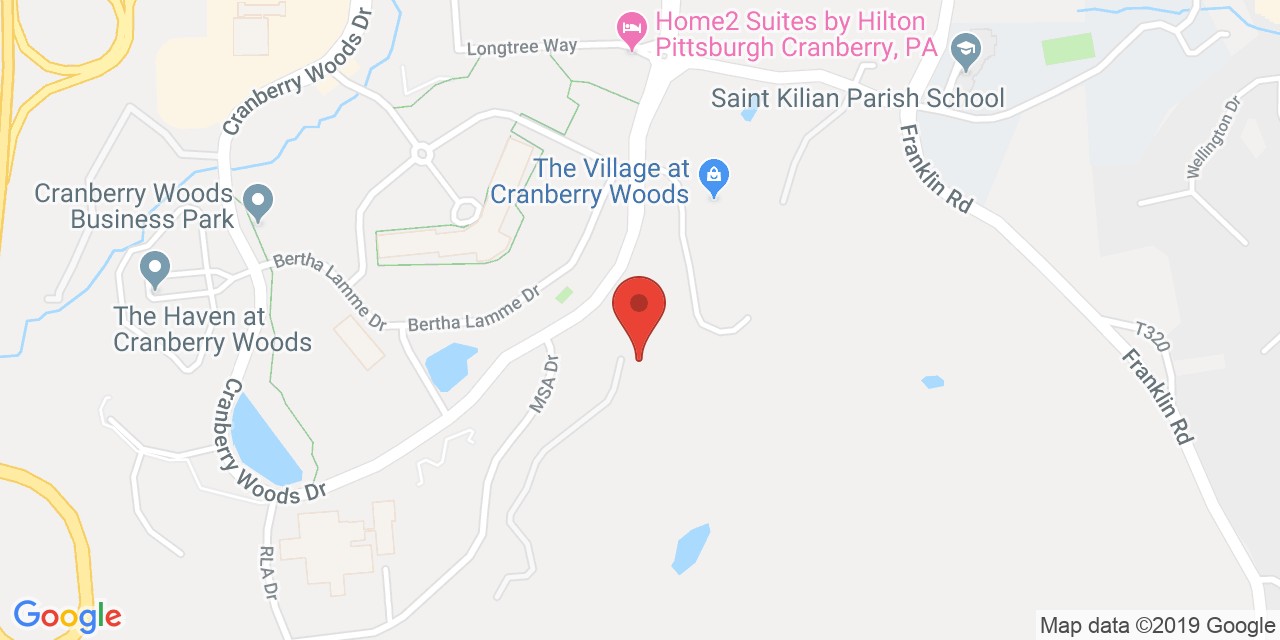 Cranberry Woods Dr
Longtree Way
Home2 Suites by Hilton
Pittsburgh Cranberry, PA
Saint Kilian Parish School
Franklin Rd
Wellington Dr
The Village at
Cranberry Woods
Cranberry Woods
Business Park
Bertha Lamme Dr
The Haven at
Cranberry Woods
Bertha Lamme Dr
MSA Dr
T320
Franklin Rd
Cranberry Woods Dr
RLA Dr
Google
Map data ©2019 Google